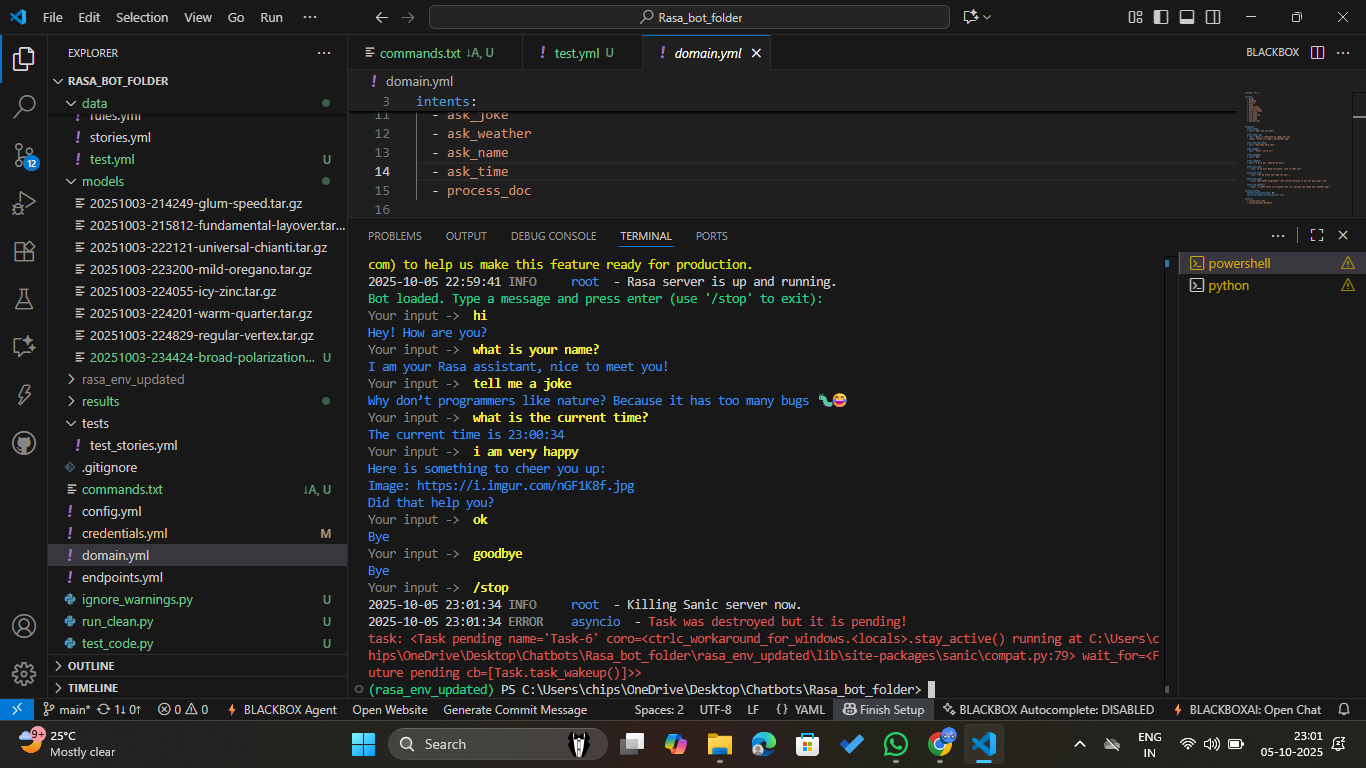 File Edit Selection View Go Run ···
Rasa_bot_folder
EXPLORER
RASA_BOT_FOLDER
data
rules.yml
stories.yml
test.yml U
models
20251003-214249-glum-speed.tar.gz
20251003-215812-fundamental-layover.tar...
20251003-222121-universal-chianti.tar.gz
20251003-223200-mild-oregano.tar.gz
20251003-224055-icy-zinc.tar.gz
20251003-224201-warm-quarter.tar.gz
20251003-224829-regular-vertex.tar.gz
20251003-234424-broad-polarization... U
rasa_env_updated
results
tests
test_stories.yml
.gitignore
commands.txt ↓A, U
config.yml
credentials.yml M
domain.yml
endpoints.yml
ignore_warnings.py U
run_clean.py U
test_code.py U
OUTLINE
TIMELINE
12
commands.txt ↓A, U
test.yml U
domain.yml
BLACKBOX
domain.yml
3 intents:
11 - ask_joke
12 - ask_weather
13 - ask_name
14 - ask_time
15 - process_doc
16
PROBLEMS OUTPUT DEBUG CONSOLE TERMINAL PORTS
powershell
python
com) to help us make this feature ready for production.
2025-10-05 22:59:41 INFO root - Rasa server is up and running.
Bot loaded. Type a message and press enter (use '/stop' to exit):
Your input -> hi
Hey! How are you?
Your input -> what is your name?
I am your Rasa assistant, nice to meet you!
Your input -> tell me a joke
Why don’t programmers like nature? Because it has too many bugs 🐛😄
Your input -> what is the current time?
The current time is 23:00:34
Your input -> i am very happy
Here is something to cheer you up:
Image: https://i.imgur.com/nGF1K8f.jpg
Did that help you?
Your input -> ok
Bye
Your input -> goodbye
Bye
Your input -> /stop
2025-10-05 23:01:34 INFO root - Killing Sanic server now.
2025-10-05 23:01:34 ERROR asyncio - Task was destroyed but it is pending!
task: <Task pending name='Task-6' coro=<ctrlc_workaround_for_windows.<locals>.stay_active() running at C:\Users\c
hips\OneDrive\Desktop\Chatbots\Rasa_bot_folder\rasa_env_updated\lib\site-packages\sanic\compat.py:79> wait_for=<F
uture pending cb=[Task.task_wakeup()]>>
(rasa_env_updated) PS C:\Users\chips\OneDrive\Desktop\Chatbots\Rasa_bot_folder>
main* 1↓ 0↑ 0 0 BLACKBOX Agent Open Website Generate Commit Message Spaces: 2 UTF-8 LF {} YAML Finish Setup BLACKBOX Autocomplete: DISABLED BLACKBOXAI: Open Chat
9+
25°C
Mostly clear
Search
ENG
IN
23:01
05-10-2025